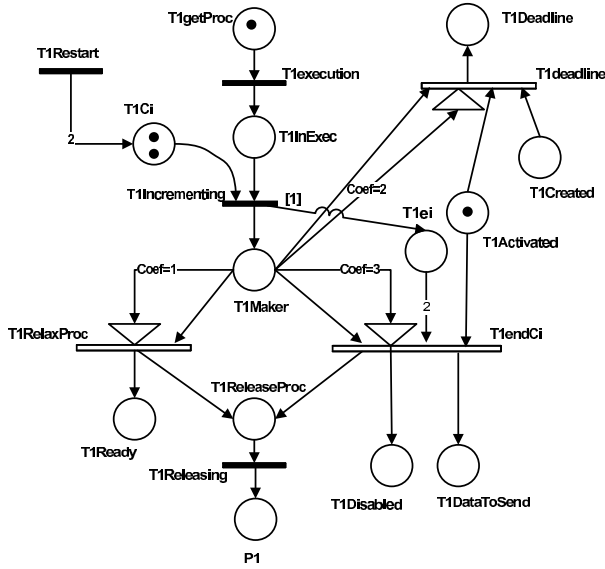 T1getProc
T1Deadline
T1Restart
T1execution
T1deadline
T1Ci
2
T1InExec
T1Created
Coef=2
T1Incrementing
[1]
T1ei
T1Activated
Coef=1
Coef=3
T1Maker
2
T1RelaxProc
T1endCi
T1ReleaseProc
T1Ready
T1Releasing
T1Disabled
T1DataToSend
P1